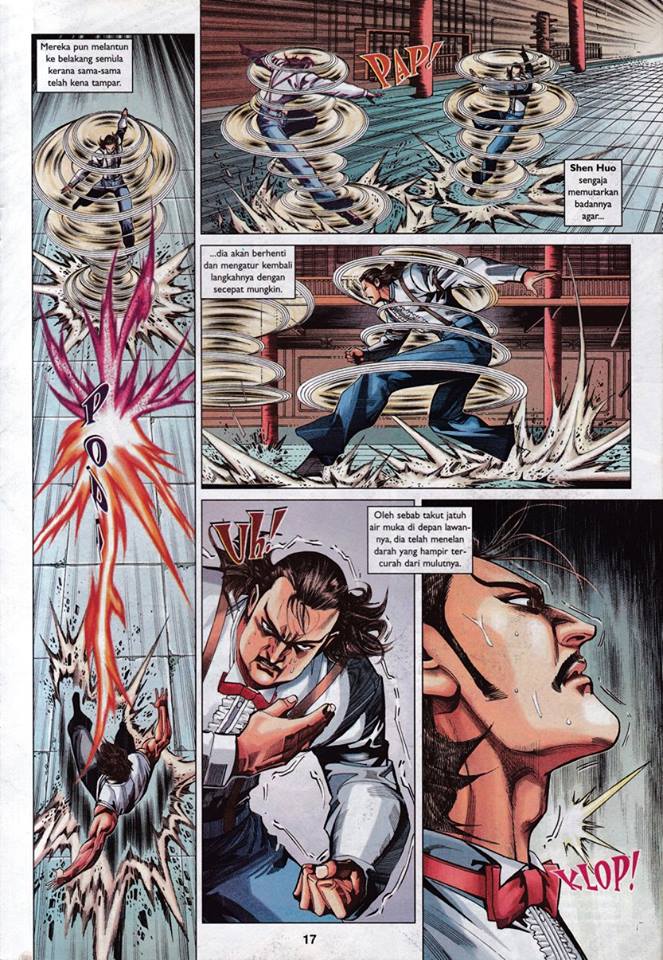 Mereka pun melantun
ke belakang semula
kerana sama-sama
telah kena tampar.
POP!
PAP!
Shen Huo
sengaja
memutarkan
badannya
agar...
...dia akan berhenti
dan mengatur kembali
langkahnya dengan
secepat mungkin.
Uh!
Oleh sebab takut jatuh
air muka di depan lawan-
nya, dia telah menelan
darah yang hampir ter-
curah dari mulutnya.
KLOP!
17